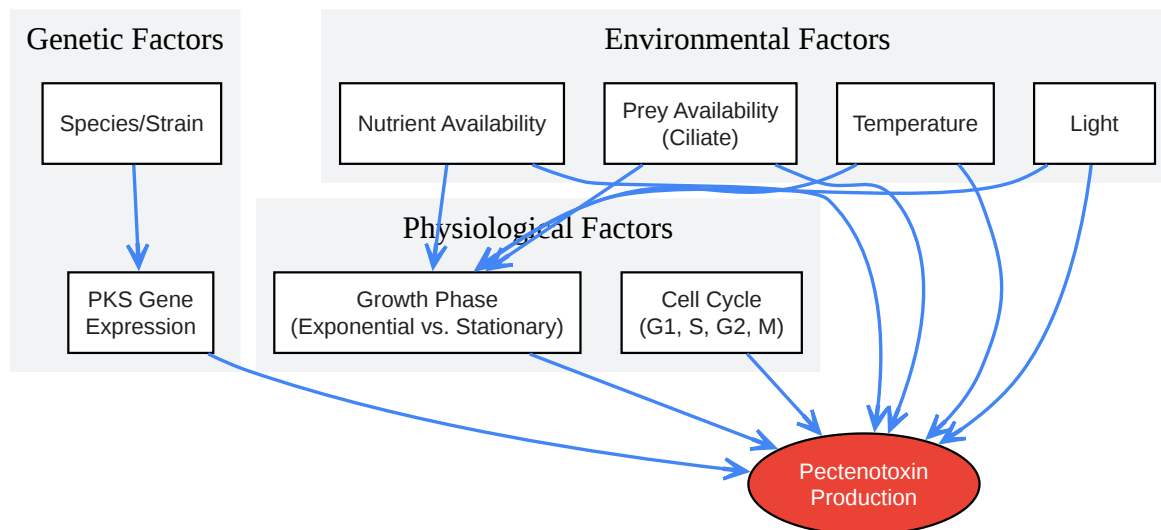 Genetic Factors
Environmental Factors
Species/Strain
Nutrient Availability
Prey Availability
(Ciliate)
Temperature
Light
Physiological Factors
PKS Gene
Expression
Growth Phase
(Exponential vs. Stationary)
Cell Cycle
(G1, S, G2, M)
Pectenotoxin
Production